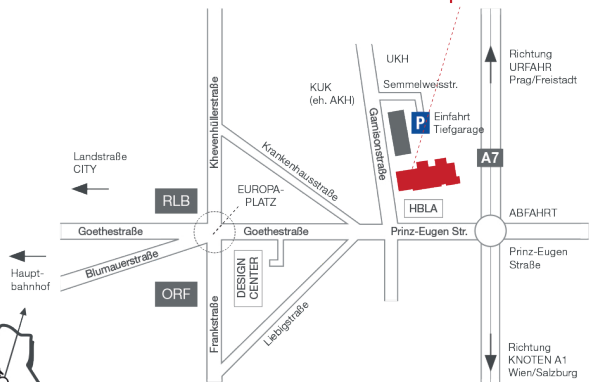 UKH
Richtung
URFAHR
Prag/Freistadt
KUK
(eh. AKH)
Semmelweisstr.
Khevenhüllerstraße
Garnisonstraße
P
Einfahrt
Tiefgarage
Krankenhausstraße
A7
Landstraße
CITY
EUROPA-
PLATZ
RLB
HBLA
ABFAHRT
Goethestraße
Goethestraße
Prinz-Eugen Str.
Prinz-Eugen
Straße
Blumauerstraße
Haupt-
bahnhof
DESIGN
CENTER
ORF
Frankstraße
Liebigstraße
Richtung
KNOTEN A1
Wien/Salzburg